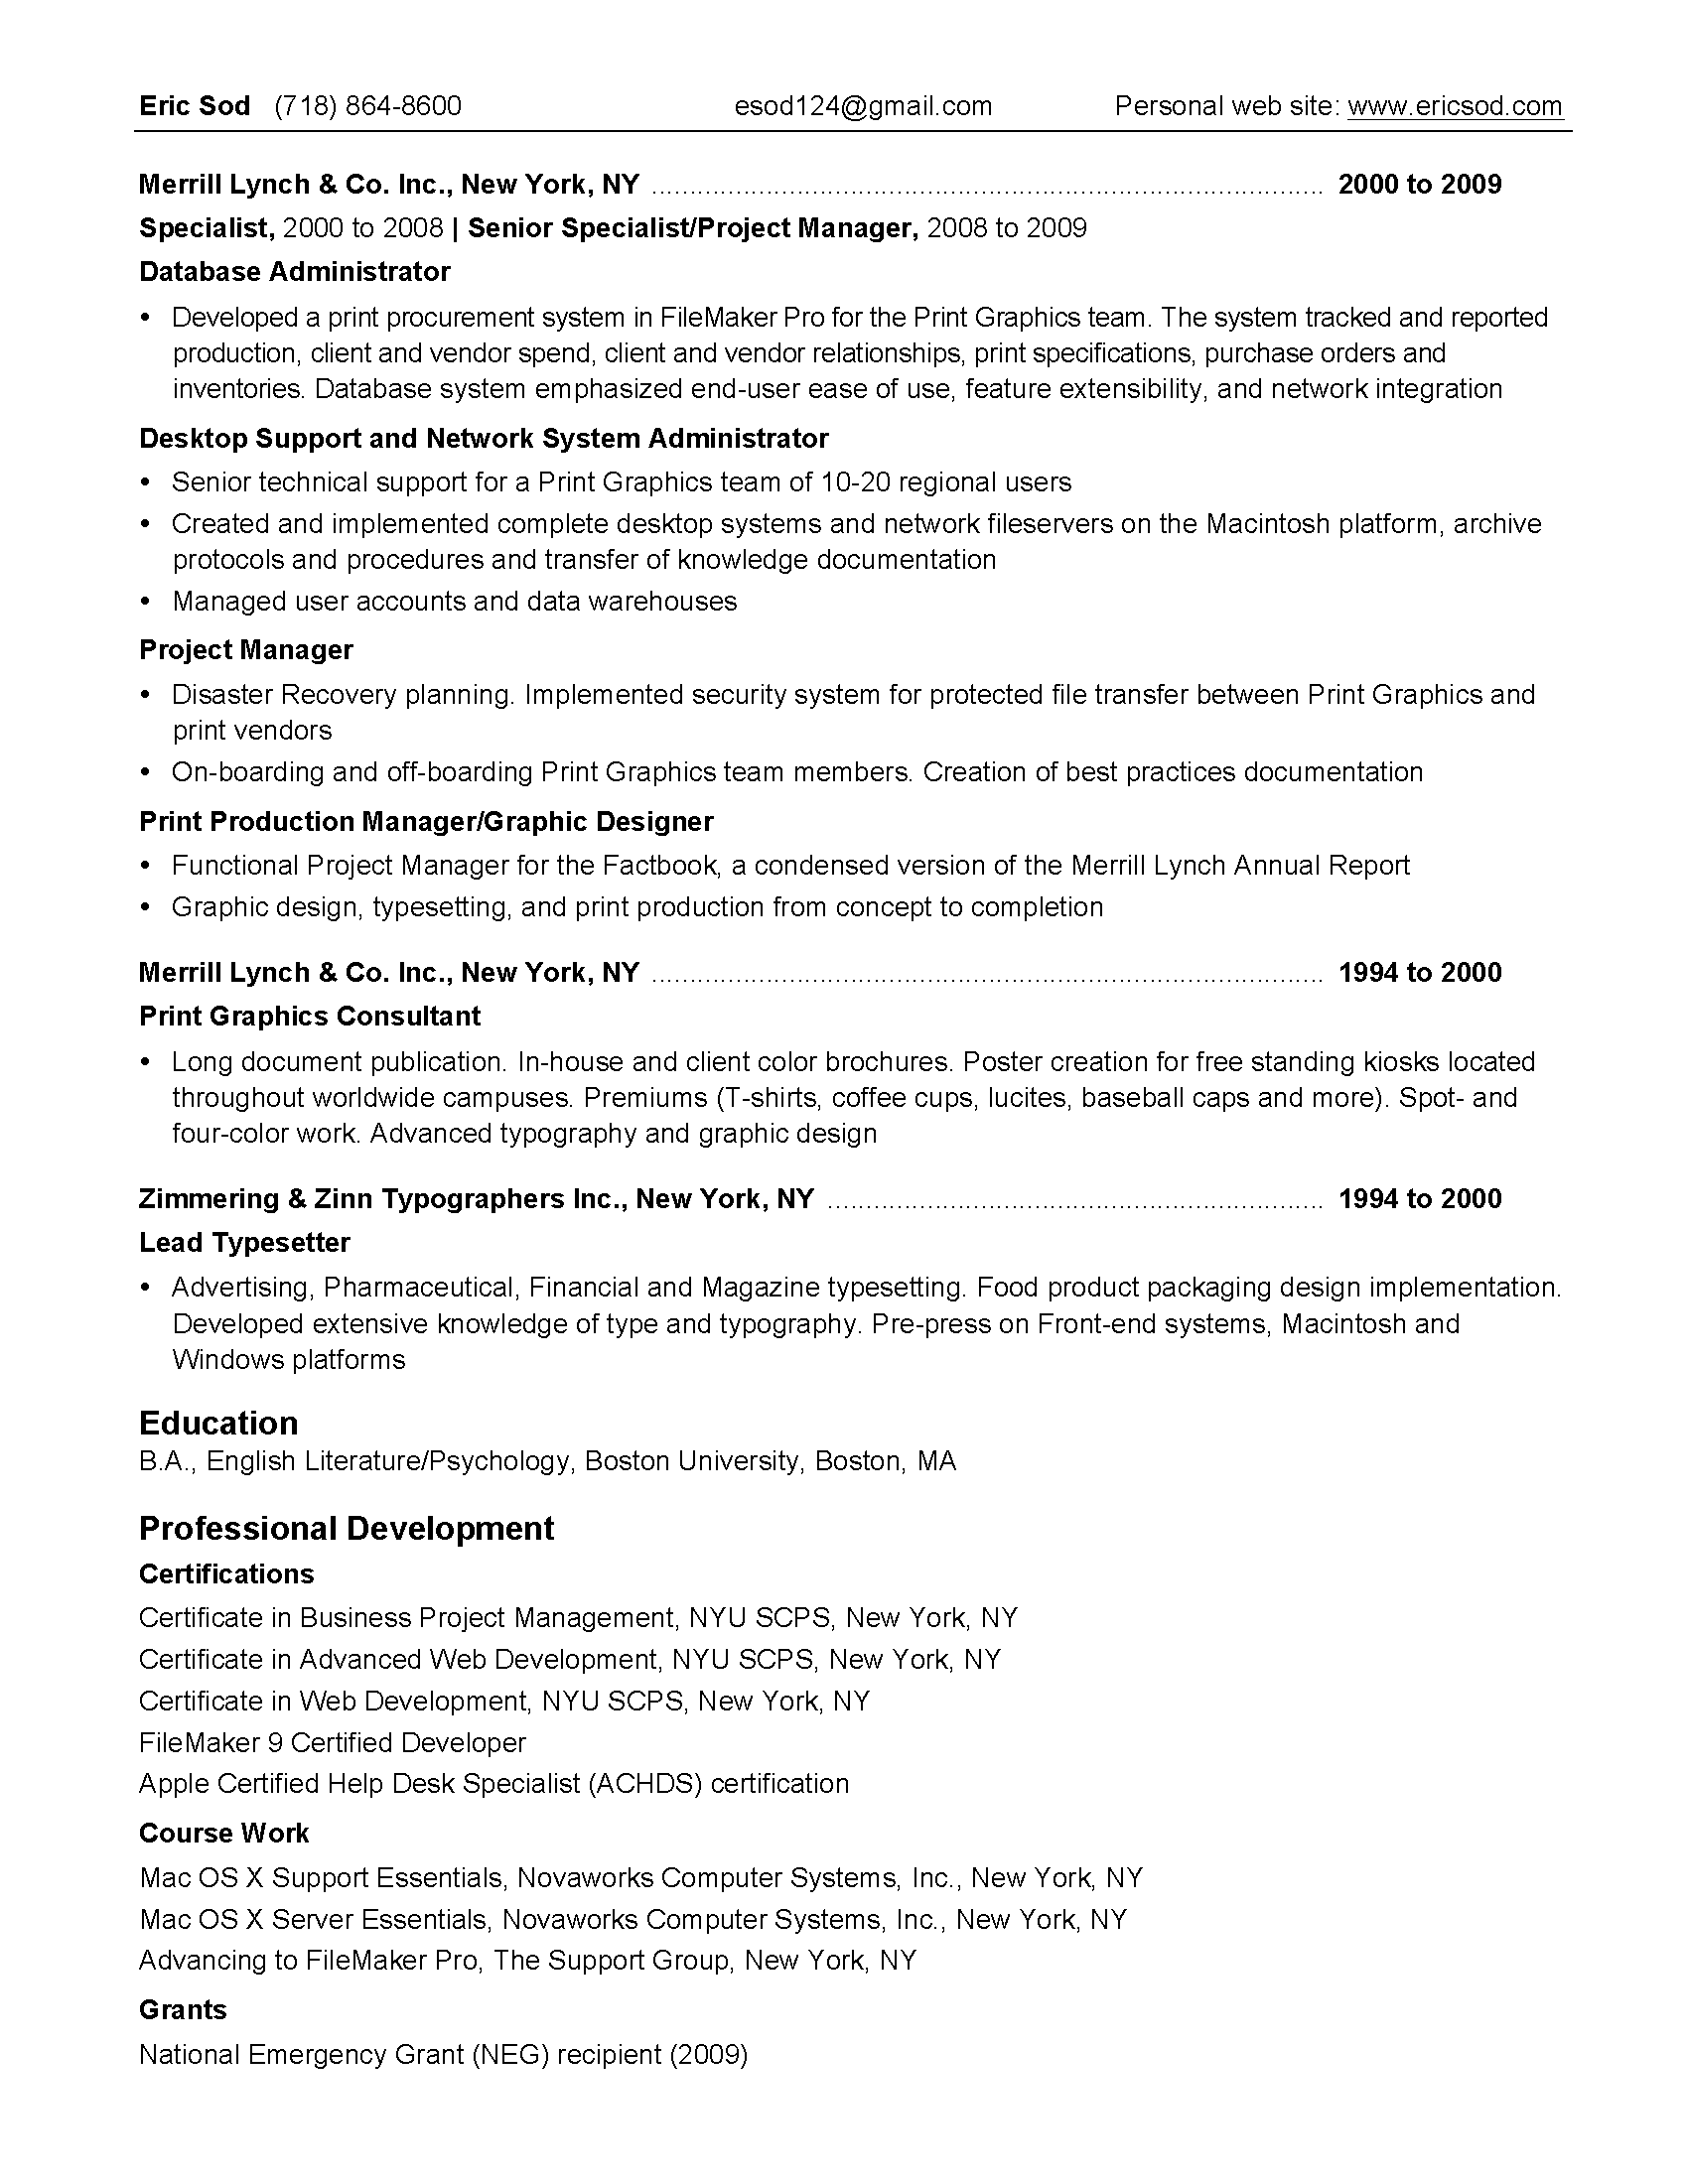 Eric Sod (718) 864-8600 esod124@gmail.com Personal web site: www.ericsod.com
Merrill Lynch & Co. Inc., New York, NY ........................................................................................ 2000 to 2009
Specialist, 2000 to 2008 | Senior Specialist/Project Manager, 2008 to 2009
Database Administrator
• Developed a print procurement system in FileMaker Pro for the Print Graphics team. The system tracked and reported
production, client and vendor spend, client and vendor relationships, print specifications, purchase orders and
inventories. Database system emphasized end-user ease of use, feature extensibility, and network integration
Desktop Support and Network System Administrator
• Senior technical support for a Print Graphics team of 10-20 regional users
• Created and implemented complete desktop systems and network fileservers on the Macintosh platform, archive
protocols and procedures and transfer of knowledge documentation
• Managed user accounts and data warehouses
Project Manager
• Disaster Recovery planning. Implemented security system for protected file transfer between Print Graphics and
print vendors
• On-boarding and off-boarding Print Graphics team members. Creation of best practices documentation
Print Production Manager/Graphic Designer
• Functional Project Manager for the Factbook, a condensed version of the Merrill Lynch Annual Report
• Graphic design, typesetting, and print production from concept to completion
Merrill Lynch & Co. Inc., New York, NY ........................................................................................ 1994 to 2000
Print Graphics Consultant
• Long document publication. In-house and client color brochures. Poster creation for free standing kiosks located
throughout worldwide campuses. Premiums (T-shirts, coffee cups, lucites, baseball caps and more). Spot- and
four-color work. Advanced typography and graphic design
Zimmering & Zinn Typographers Inc., New York, NY ................................................................. 1994 to 2000
Lead Typesetter
• Advertising, Pharmaceutical, Financial and Magazine typesetting. Food product packaging design implementation.
Developed extensive knowledge of type and typography. Pre-press on Front-end systems, Macintosh and
Windows platforms
Education
B.A., English Literature/Psychology, Boston University, Boston, MA
Professional Development
Certifications
Certificate in Business Project Management, NYU SCPS, New York, NY
Certificate in Advanced Web Development, NYU SCPS, New York, NY
Certificate in Web Development, NYU SCPS, New York, NY
FileMaker 9 Certified Developer
Apple Certified Help Desk Specialist (ACHDS) certification
Course Work
Mac OS X Support Essentials, Novaworks Computer Systems, Inc., New York, NY
Mac OS X Server Essentials, Novaworks Computer Systems, Inc., New York, NY
Advancing to FileMaker Pro, The Support Group, New York, NY
Grants
National Emergency Grant (NEG) recipient (2009)